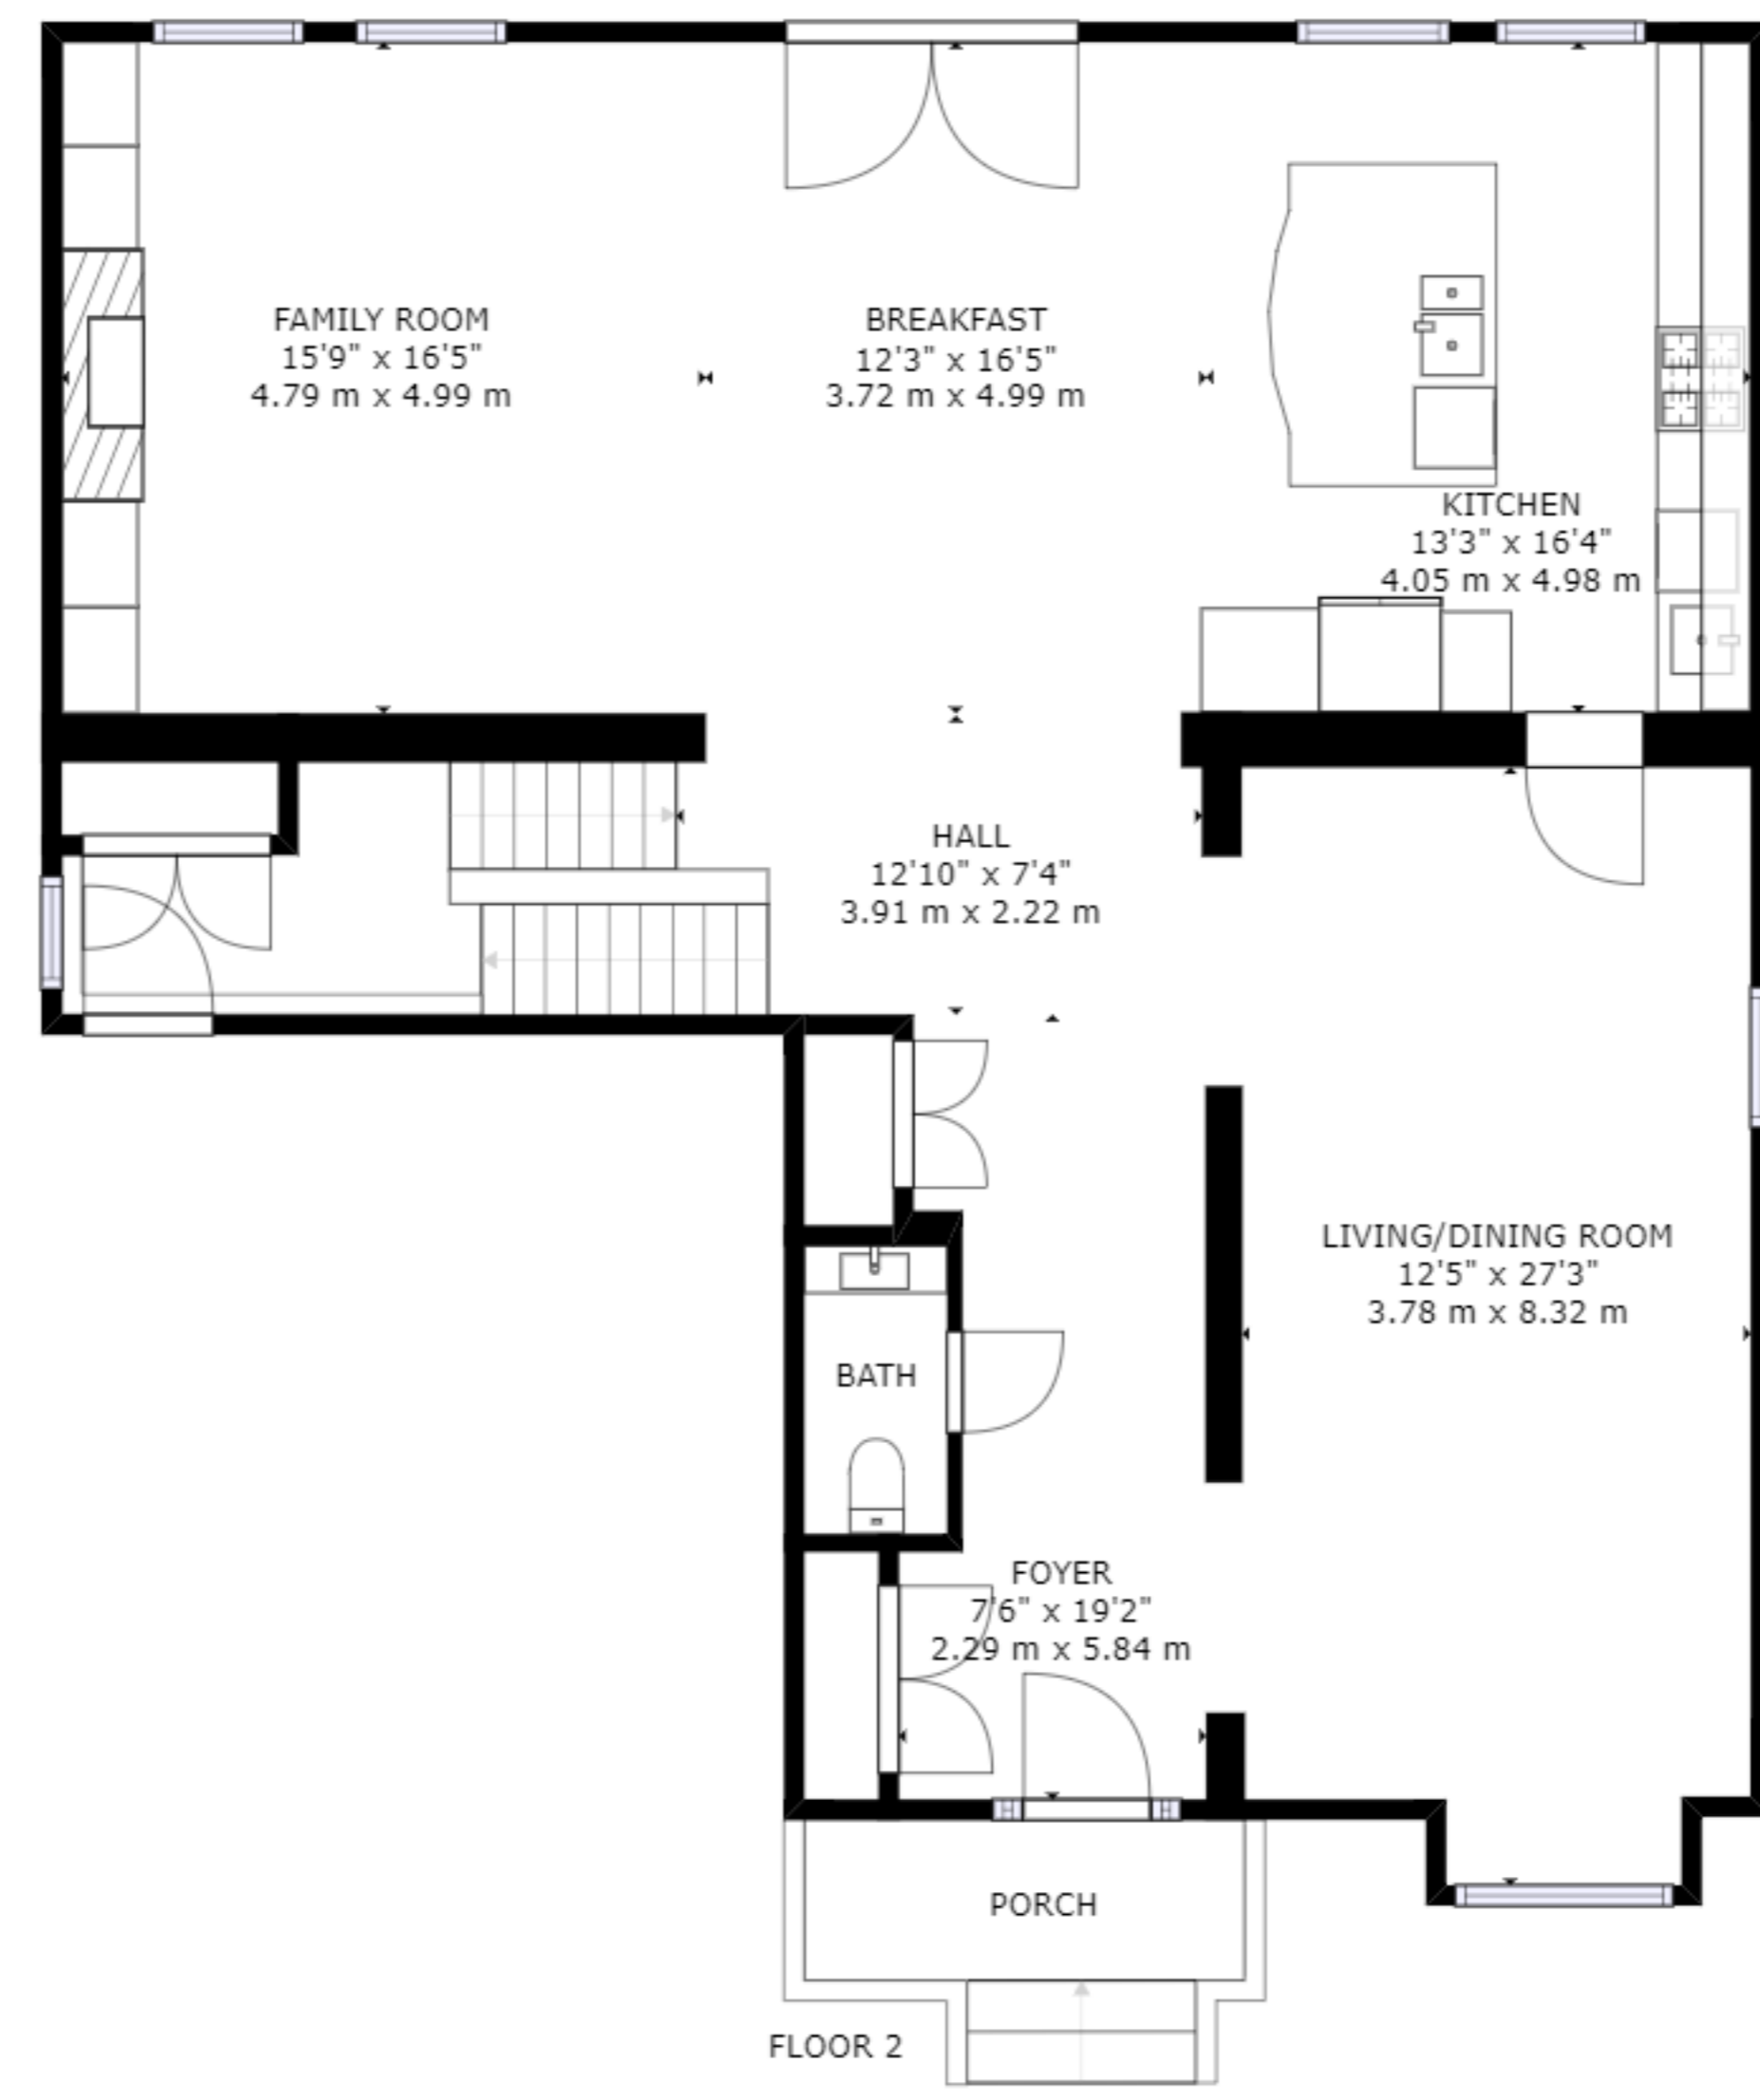 FAMILY ROOM
15'9" x 16'5"
4.79 m x 4.99 m
BREAKFAST
12'3" x 16'5"
3.72 m x 4.99 m
KITCHEN
13'3" x 16'4"
4.05 m x 4.98 m
HALL
12'10" x 7'4"
3.91 m x 2.22 m
LIVING/DINING ROOM
12'5" x 27'3"
3.78 m x 8.32 m
BATH
FOYER
7'6" x 19'2"
2.29 m x 5.84 m
PORCH
FLOOR 2